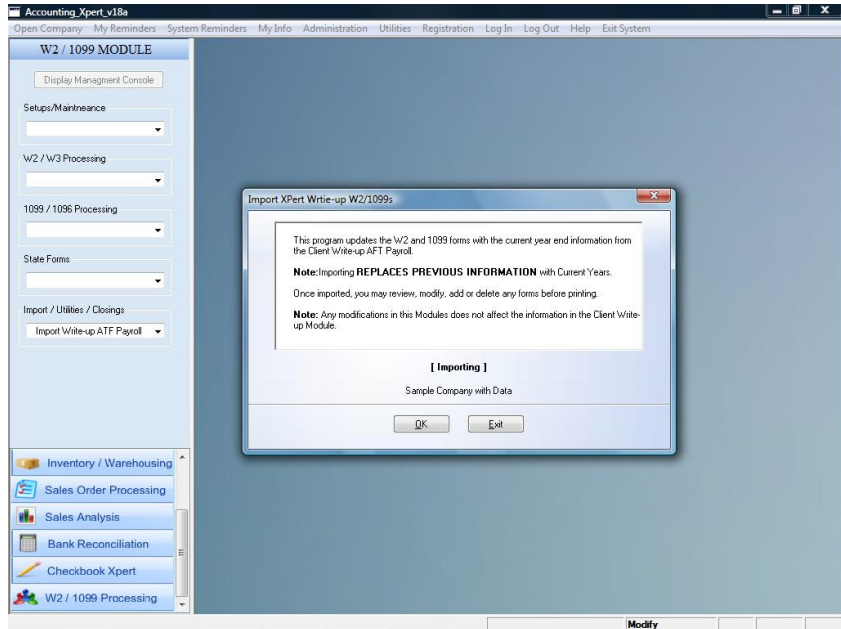 Accounting_Xpert_v18a
Open Company My Reminders System Reminders My Info Administration Utilities Registration Log In Log Out Help Exit System
W2 / 1099 MODULE
Display Managment Console
Setups/Maintneance
W2 / W3 Processing
1099 / 1096 Processing
State Forms
Import / Utilities / Closings
Import Write-up ATF Payroll
Inventory / Warehousing
Sales Order Processing
Sales Analysis
Bank Reconciliation
Checkbook Xpert
W2 / 1099 Processing
Import XPert Wrtie-up W2/1099s
This program updates the W2 and 1099 forms with the current year end information from
the Client Write-up AFT Payroll.
Note:Importing REPLACES PREVIOUS INFORMATION with Current Years.
Once imported, you may review, modify, add or delete any forms before printing.
Note: Any modifications in this Modules does not affect the information in the Client Write-
up Module.
[ Importing ]
Sample Company with Data
OK Exit
Modify